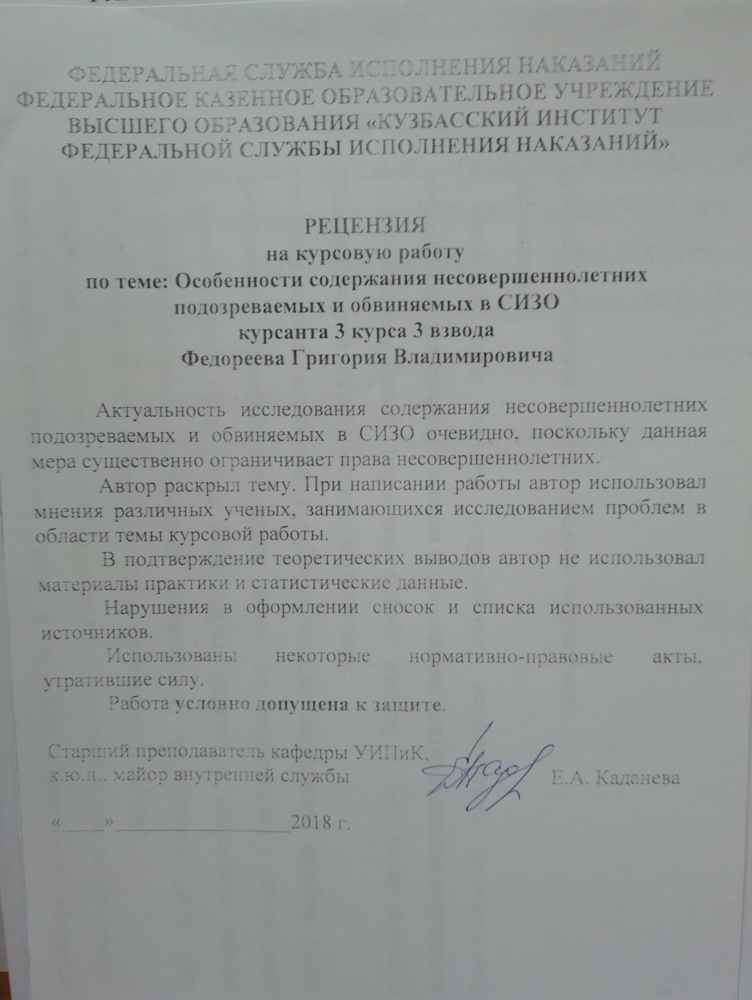 ФЕДЕРАЛЬНАЯ СЛУЖБА ИСПОЛНЕНИЯ НАКАЗАНИЙ
ФЕДЕРАЛЬНОЕ КАЗЕННОЕ ОБРАЗОВАТЕЛЬНОЕ УЧРЕЖДЕНИЕ
ВЫСШЕГО ОБРАЗОВАНИЯ «КУЗБАССКИЙ ИНСТИТУТ
ФЕДЕРАЛЬНОЙ СЛУЖБЫ ИСПОЛНЕНИЯ НАКАЗАНИЙ»
РЕЦЕНЗИЯ
на курсовую работу
по теме: Особенности содержания несовершеннолетних
подозреваемых и обвиняемых в СИЗО
курсанта 3 курса 3 взвода
Федореева Григория Владимировича
Актуальность исследования содержания несовершеннолетних
подозреваемых и обвиняемых в СИЗО очевидно, поскольку данная
мера существенно ограничивает права несовершеннолетних.
Автор раскрыл тему. При написании работы автор использовал
мнения различных ученых, занимающихся исследованием проблем в
области темы курсовой работы.
В подтверждение теоретических выводов автор не использовал
материалы практики и статистические данные.
Нарушения в оформлении сносок и списка использованных
источников.
Использованы некоторые нормативно-правовые акты,
утратившие силу.
Работа условно допущена к защите.
Старший преподаватель кафедры УИПиК,
к.ю.н., майор внутренней службы Е.А. Каданева
«____»_________________2018 г.